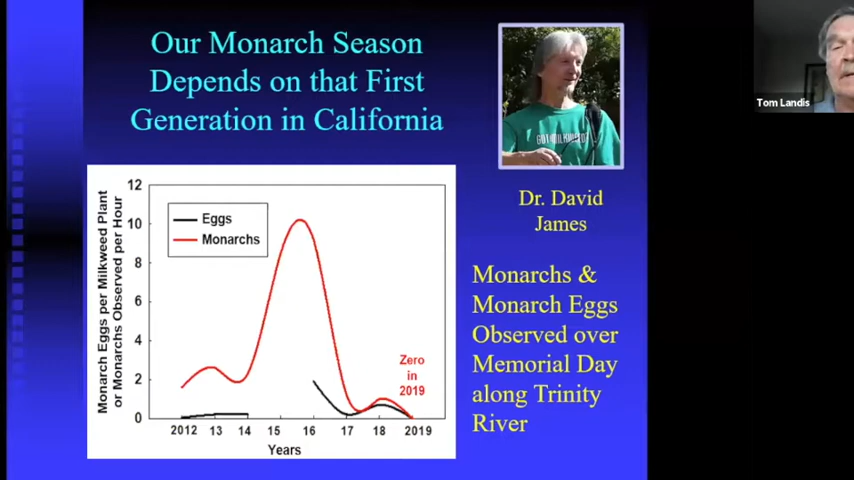 Our Monarch Season
Depends on that First
Generation in California
Tom Landis
Dr. David
James
Monarchs &
Monarch Eggs
Observed over
Memorial Day
along Trinity
River
Monarch Eggs per Milkweed Plant
or Monarchs Observed per Hour
12
10
8
6
4
2
0
Eggs
Monarchs
Zero
in
2019
2012 13 14 15 16 17 18 2019
Years